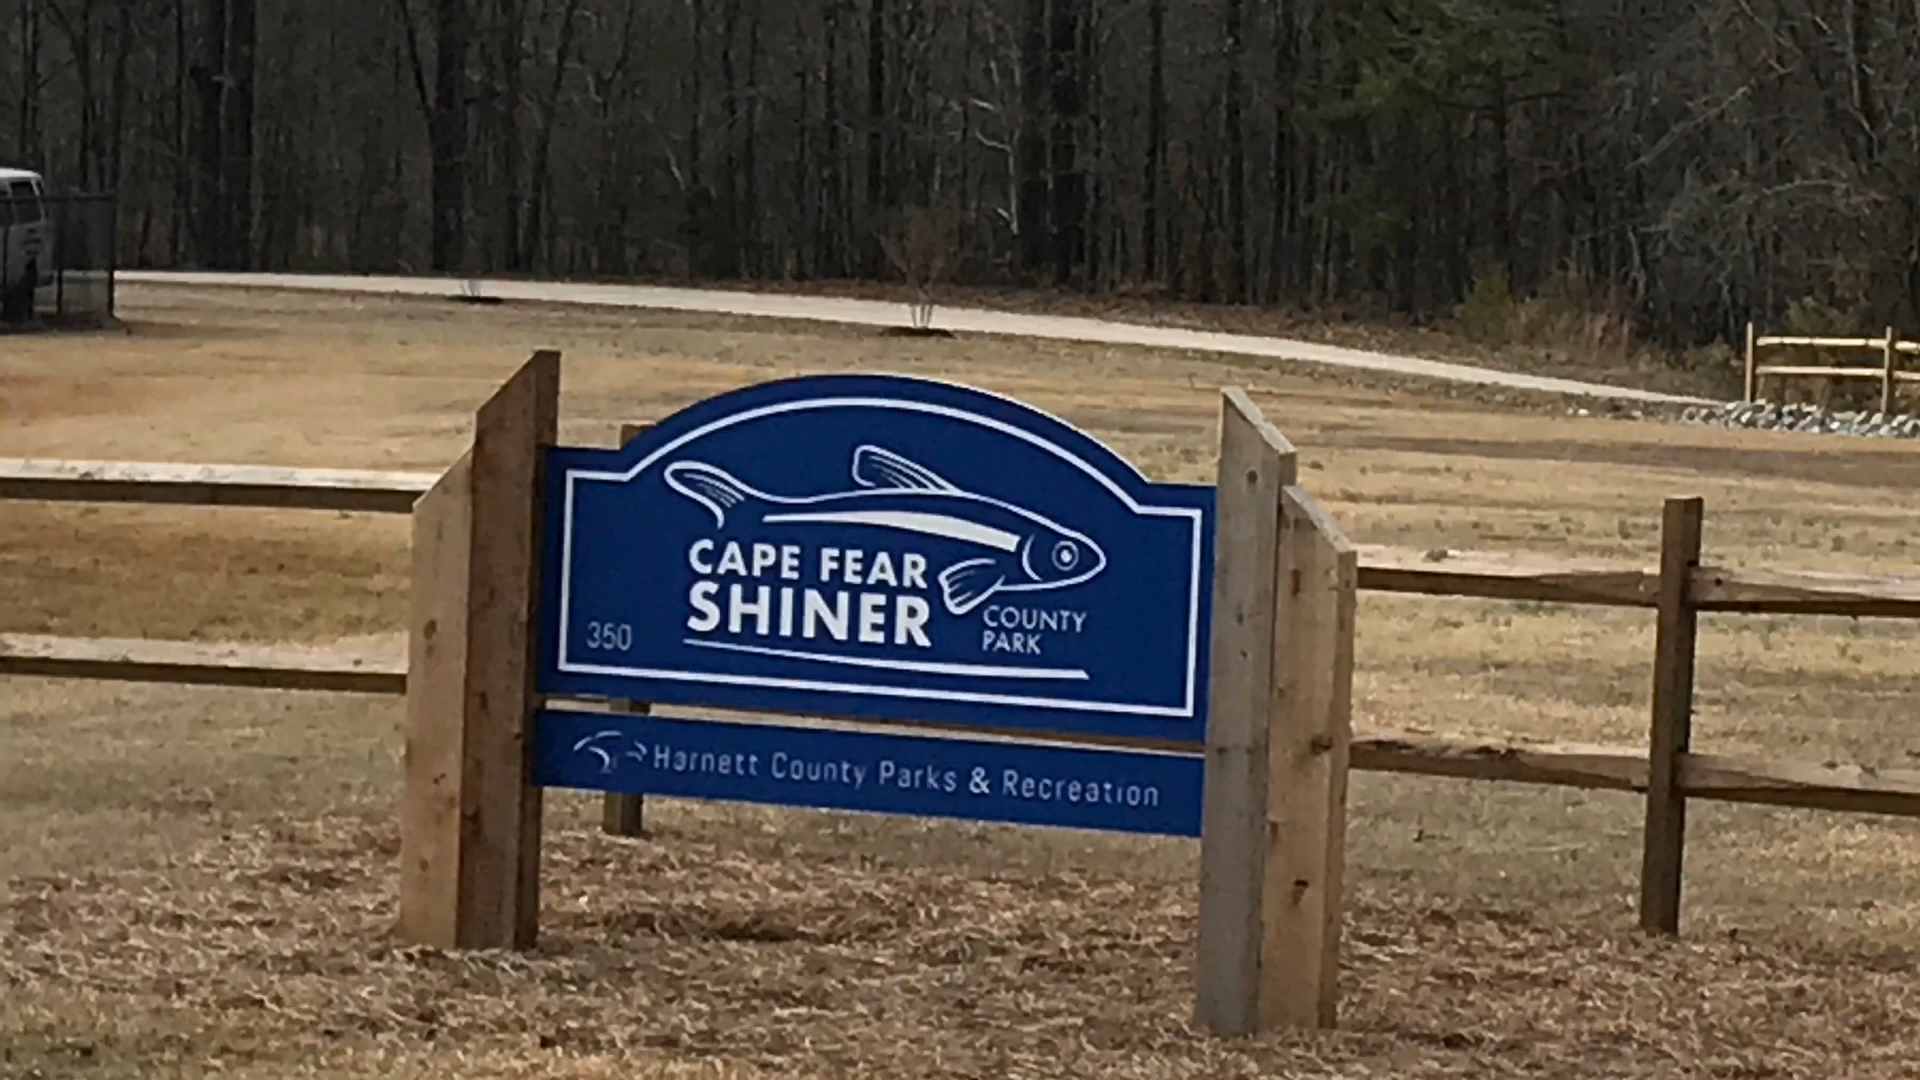 CAPE FEAR
SHINER
COUNTY
PARK
350
Harnett County Parks & Recreation